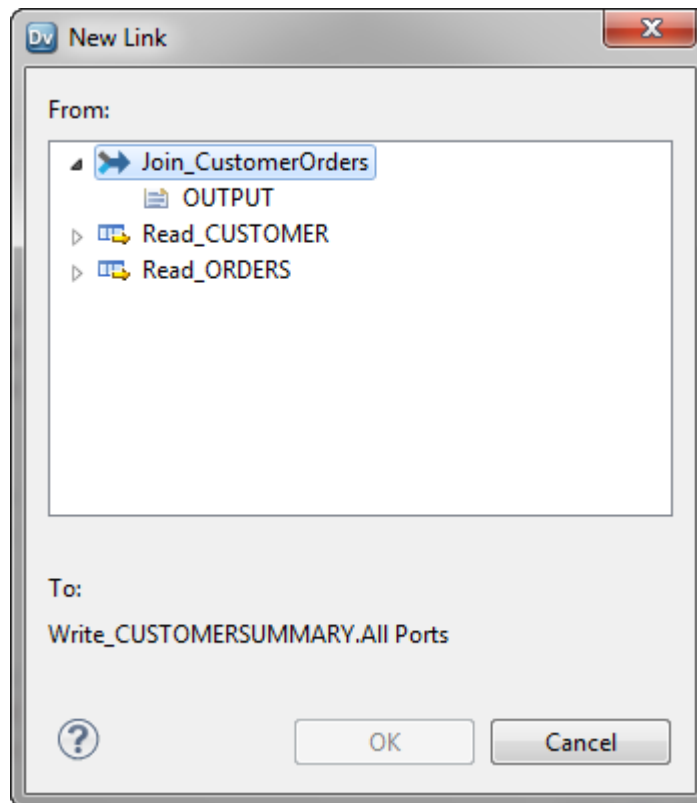 Dv New Link
From:
Join_CustomerOrders
OUTPUT
Read_CUSTOMER
Read_ORDERS
To:
Write_CUSTOMERSUMMARY.All Ports
? OK Cancel